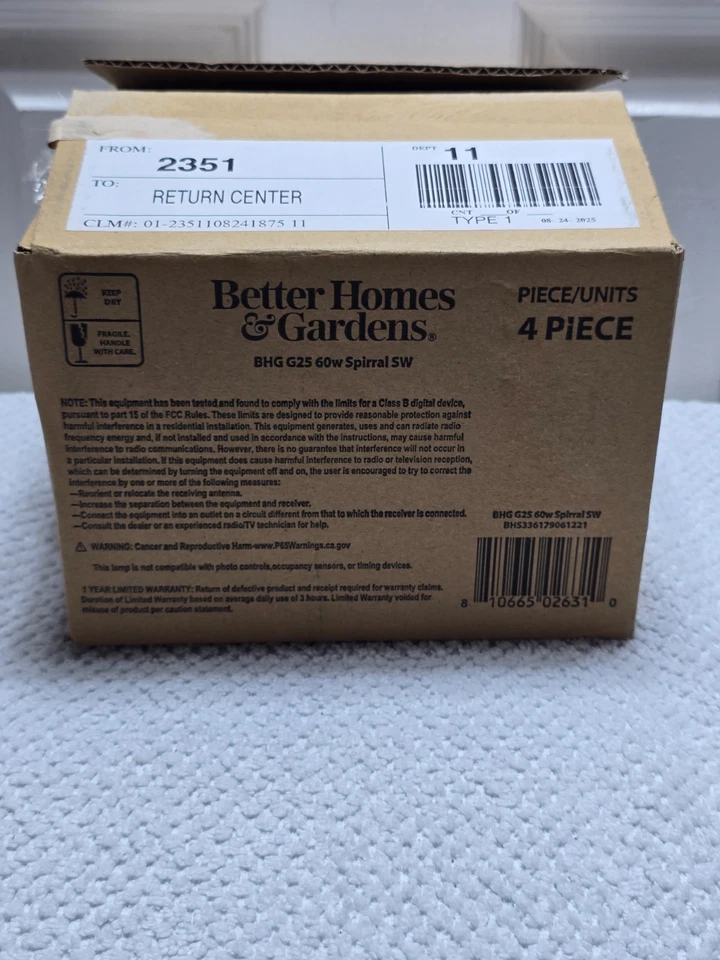 FROM:
2351
TO:
RETURN CENTER
CLM#: 01-2351108241875 11
DEPT 11
CNT OF
TYPE 1 08-24-2025
KEEP
DRY
FRAGILE.
HANDLE
WITH CARE.
Better Homes
&Gardens®
BHG G25 60w Spirral SW
PIECE/UNITS
4 PiECE
NOTE: This equipment has been tested and found to comply with the limits for a Class B digital device,
pursuant to part 15 of the FCC Rules. These limits are designed to provide reasonable protection against
harmful interference in a residential installation. This equipment generates, uses and can radiate radio
frequency energy and, if not installed and used in accordance with the instructions, may cause harmful
interference to radio communications. However, there is no guarantee that interference will not occur in
a particular installation. If this equipment does cause harmful interference to radio or television reception,
which can be determined by turning the equipment off and on, the user is encouraged to try to correct the
interference by one or more of the following measures:
—Reorient or relocate the receiving antenna.
—Increase the separation between the equipment and receiver.
—Connect the equipment into an outlet on a circuit different from that to which the receiver is connected.
—Consult the dealer or an experienced radio/TV technician for help.
⚠ WARNING: Cancer and Reproductive Harm-www.P65Warnings.ca.gov
This lamp is not compatible with photo controls,occupancy sensors, or timing devices.
1 YEAR LIMITED WARRANTY: Return of defective product and receipt required for warranty claims.
Duration of Limited Warranty based on average daily use of 3 hours. Limited Warranty voided for
misuse of product per caution statement.
BHG G25 60w Spirral SW
BHS336179061221
8 10665 02631 0